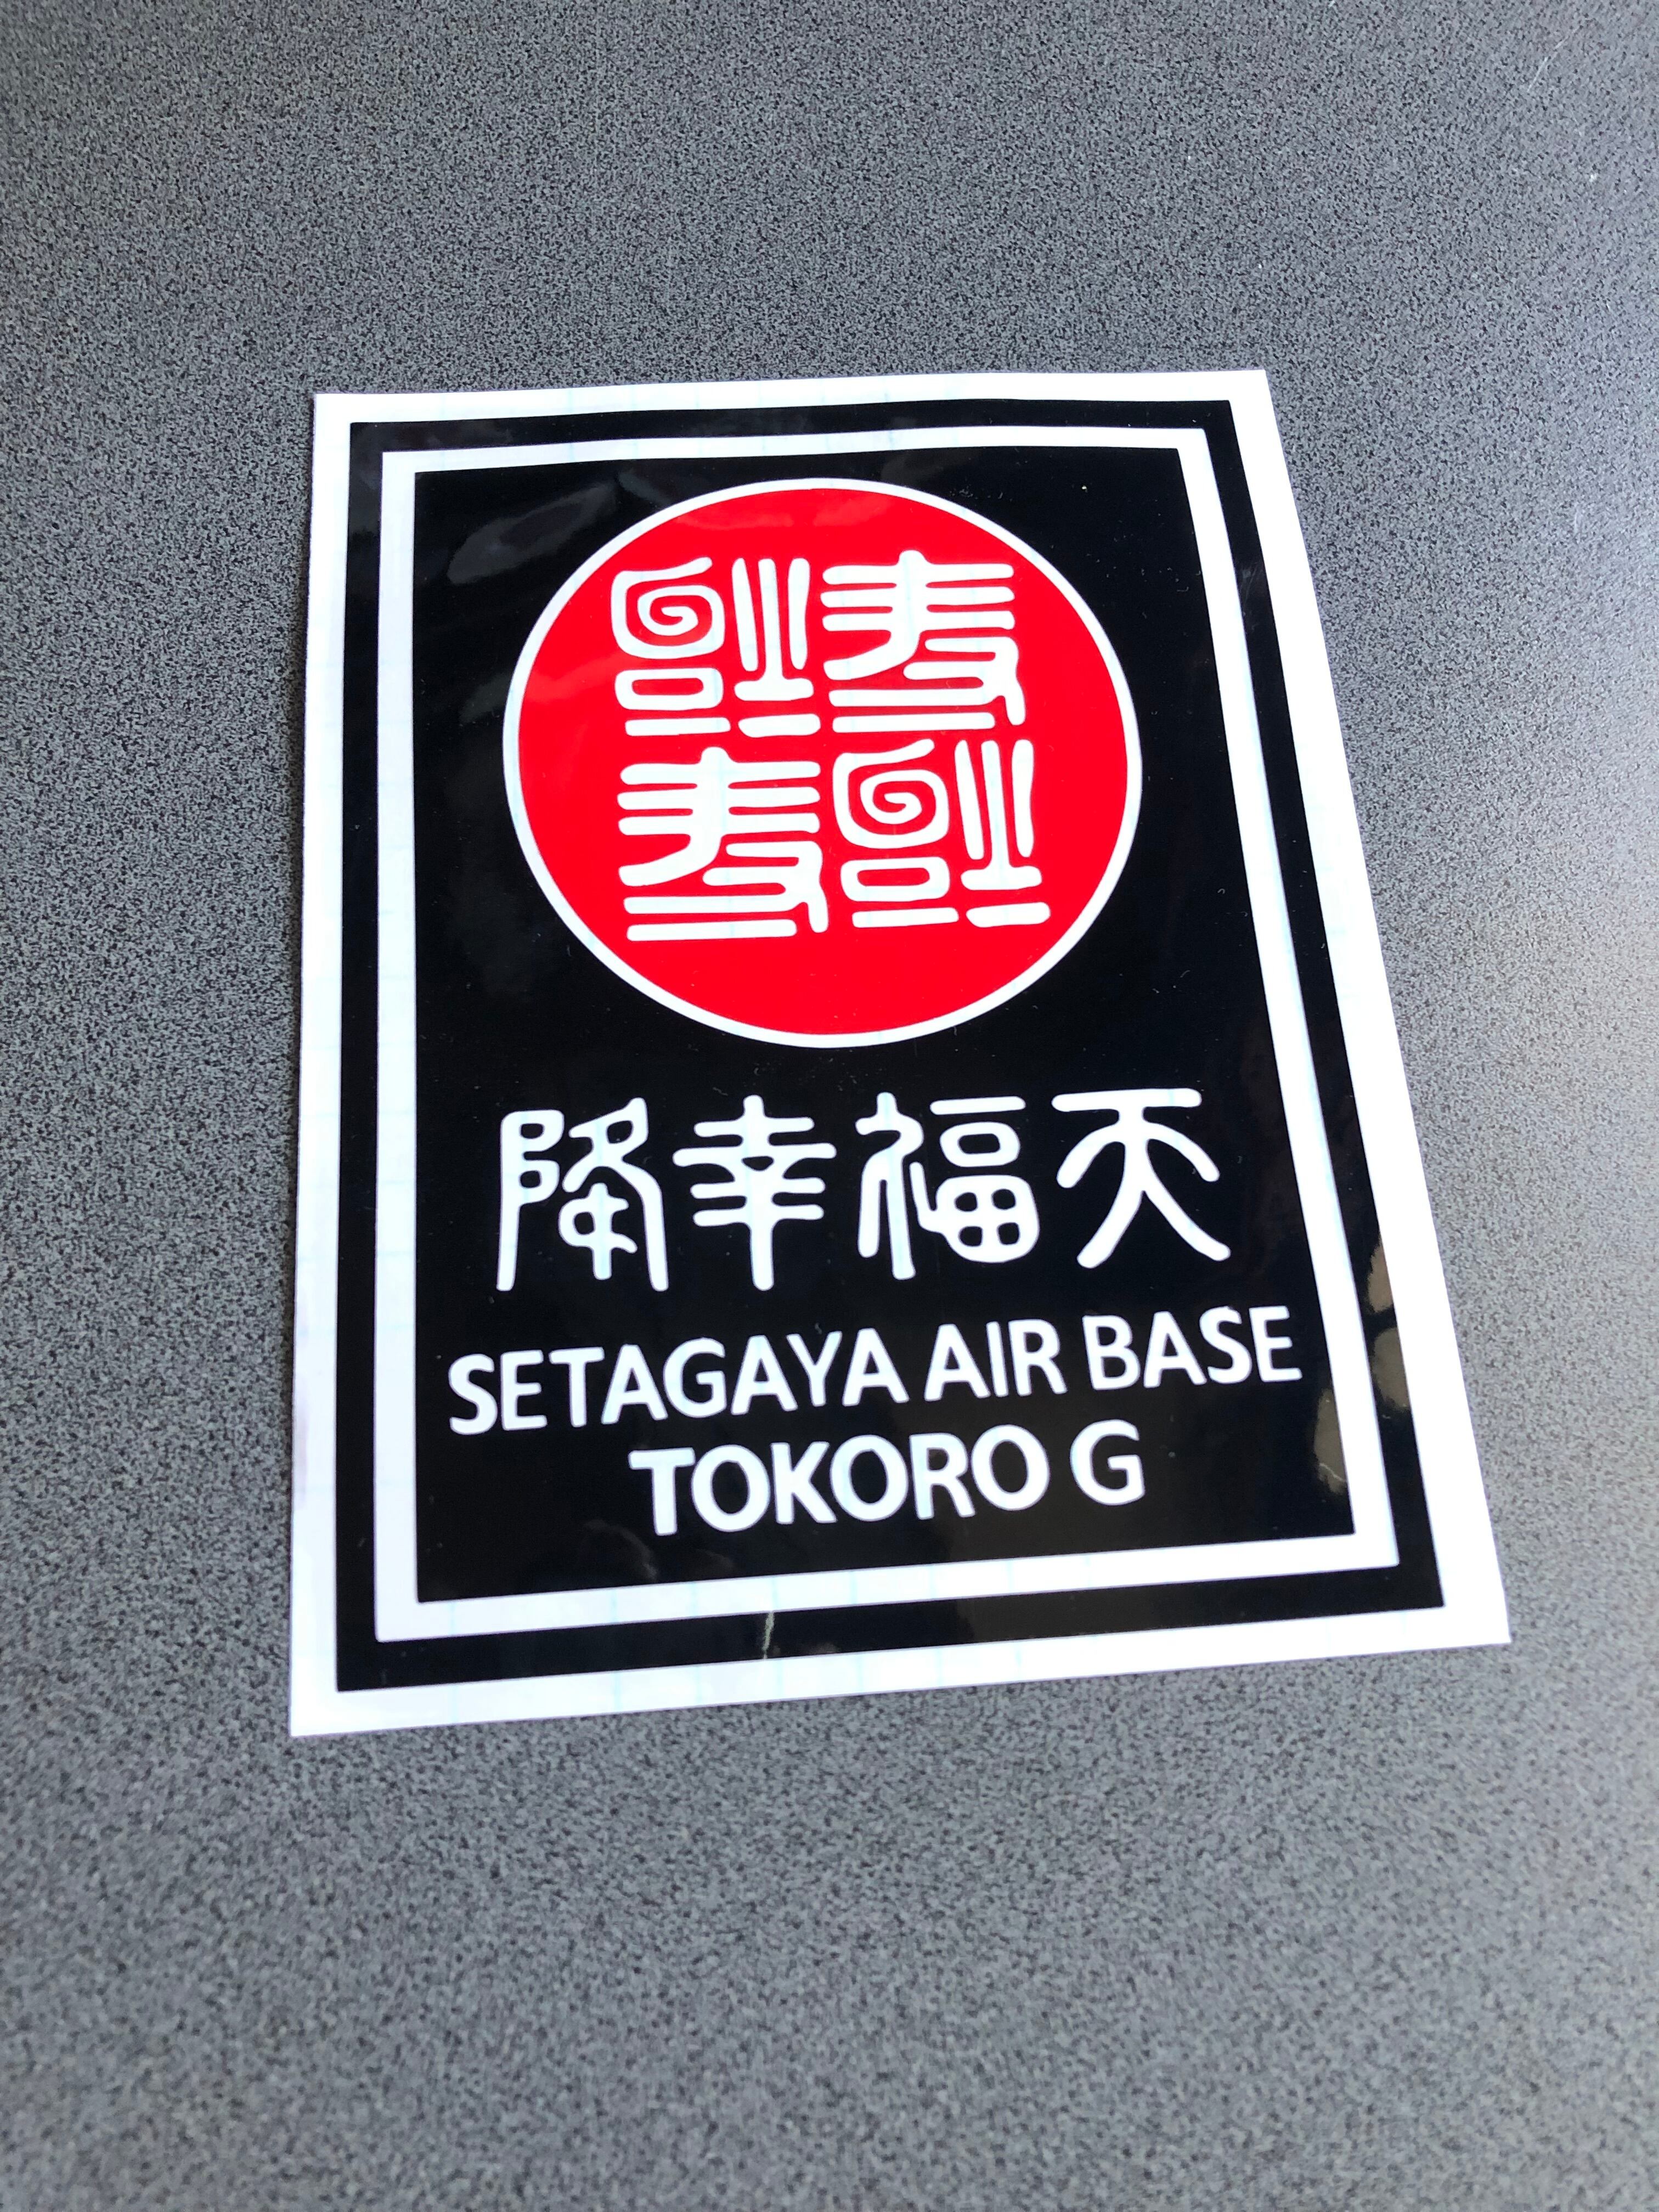 降幸福天
SETAGAYA AIR BASE
TOKORO G